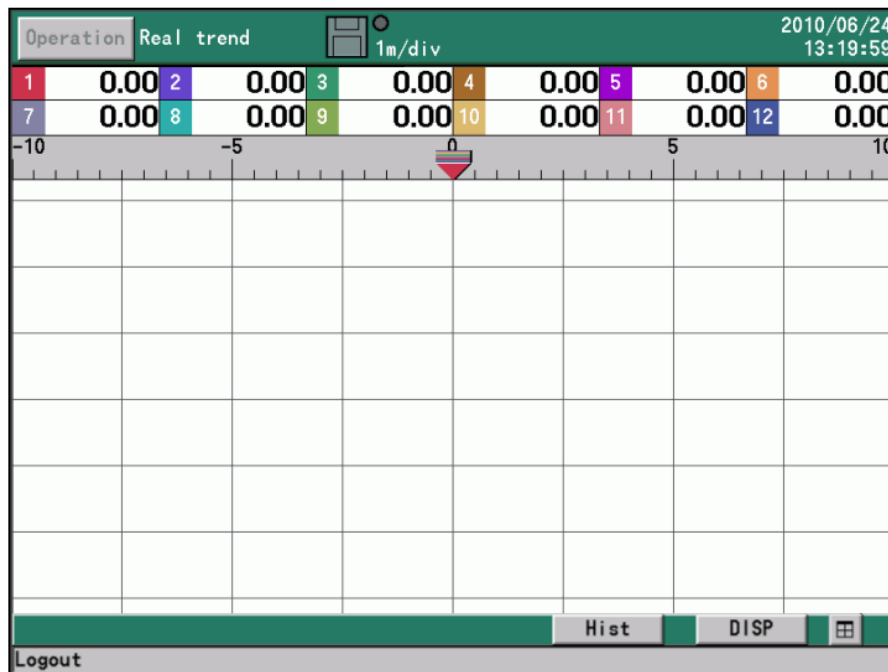 Operation Real trend 1m/div 2010/06/24
13:19:59
1 0.00 2 0.00 3 0.00 4 0.00 5 0.00 6 0.00
7 0.00 8 0.00 9 0.00 10 0.00 11 0.00 12 0.00
-10 -5 0 5 10
Hist DISP
Logout